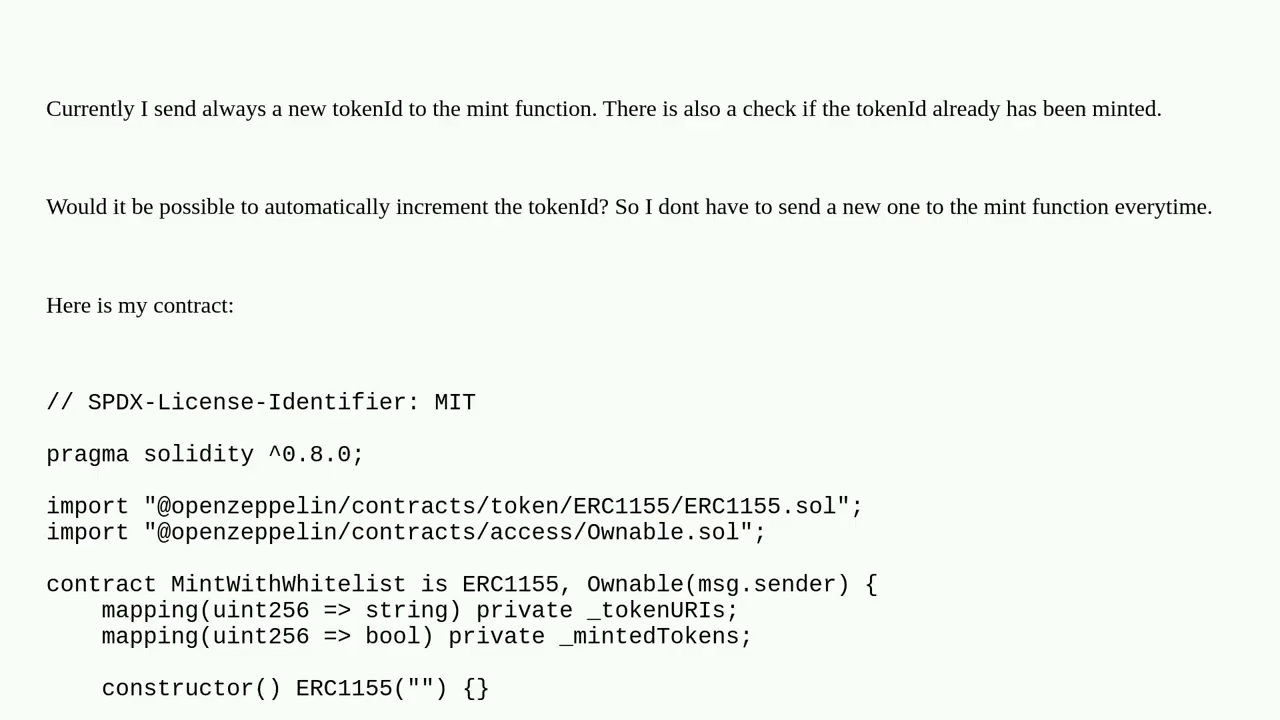 Currently I send always a new tokenId to the mint function. There is also a check if the tokenId already has been minted.
Would it be possible to automatically increment the tokenId? So I dont have to send a new one to the mint function everytime.
Here is my contract:
// SPDX-License-Identifier: MIT
pragma solidity ^0.8.0;
import "@openzeppelin/contracts/token/ERC1155/ERC1155.sol";
import "@openzeppelin/contracts/access/Ownable.sol";
contract MintWithWhitelist is ERC1155, Ownable(msg.sender) {
    mapping(uint256 => string) private _tokenURIs;
    mapping(uint256 => bool) private _mintedTokens;
    constructor() ERC1155("") {}